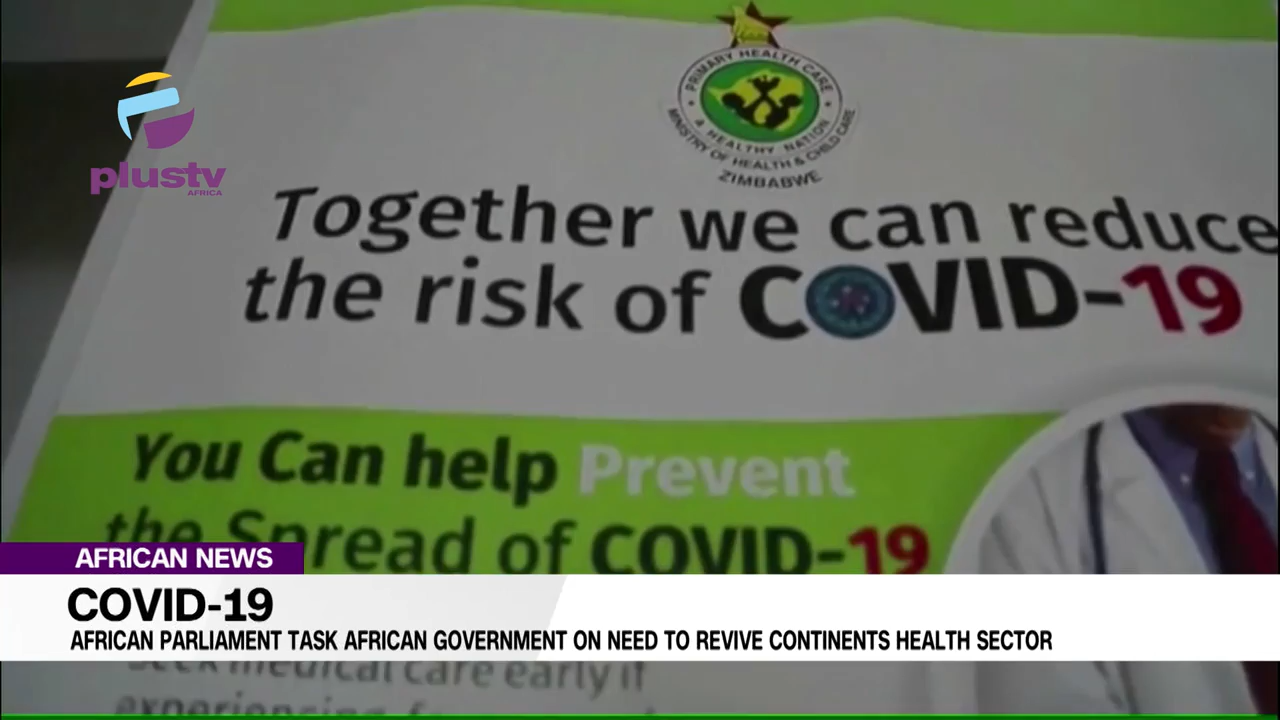 PRIMARY HEALTH CARE
A HEALTHY NATION
MINISTRY OF HEALTH & CHILD CARE
ZIMBABWE
plustv
AFRICA
Together we can reduce
the risk of COVID-19
You Can help Prevent
the Spread of COVID-19
AFRICAN NEWS
COVID-19
AFRICAN PARLIAMENT TASK AFRICAN GOVERNMENT ON NEED TO REVIVE CONTINENTS HEALTH SECTOR
seek medical care early if
experiencing